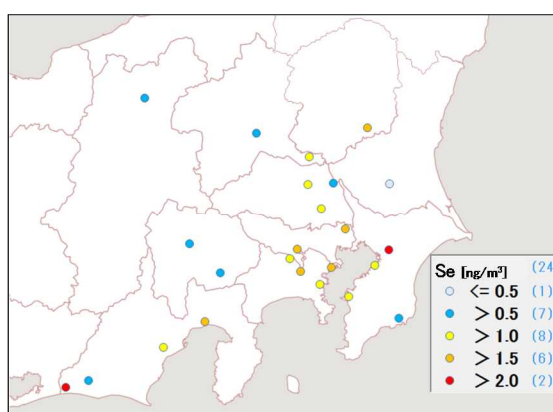 Se [ng/m³] (24
<= 0.5 (1)
> 0.5 (7)
> 1.0 (8)
> 1.5 (6)
> 2.0 (2)